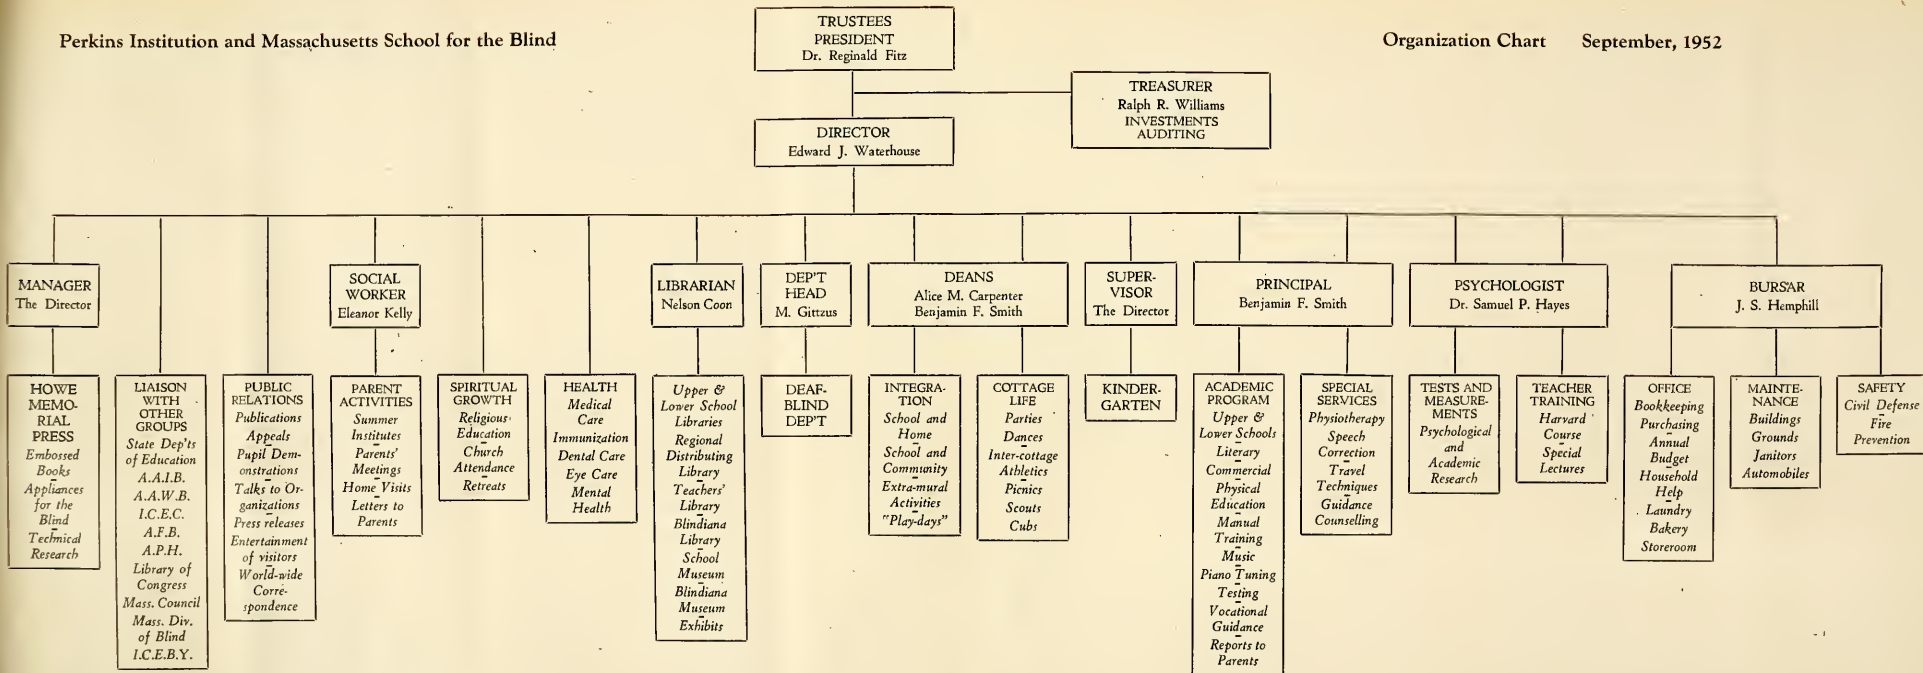 Perkins Institution and Massachusetts School for the Blind
Organization Chart September, 1952
TRUSTEES
PRESIDENT
Dr. Reginald Fitz
TREASURER
Ralph R. Williams
INVESTMENTS
AUDITING
DIRECTOR
Edward J. Waterhouse
MANAGER
The Director
SOCIAL
WORKER
Eleanor Kelly
LIBRARIAN
Nelson Coon
DEP'T
HEAD
M. Gittzus
DEANS
Alice M. Carpenter
Benjamin F. Smith
SUPER-
VISOR
The Director
PRINCIPAL
Benjamin F. Smith
PSYCHOLOGIST
Dr. Samuel P. Hayes
BURSAR
J. S. Hemphill
HOWE
MEMO-
RIAL
PRESS
Embossed
Books
Appliances
for the
Blind
Technical
Research
LIAISON
WITH
OTHER
GROUPS
State Dep'ts
of Education
A.A.I.B.
A.A.W.B.
I.C.E.C.
A.F.B.
A.P.H.
Library of
Congress
Mass. Council
Mass. Div.
of Blind
I.C.E.B.Y.
PUBLIC
RELATIONS
Publications
Appeals
Pupil Dem-
onstrations
Talks to Or-
ganizations
Press releases
Entertainment
of visitors
World-wide
Corre-
spondence
PARENT
ACTIVITIES
Summer
Institutes
Parents'
Meetings
Home Visits
Letters to
Parents
SPIRITUAL
GROWTH
Religious
Education
Church
Attendance
Retreats
HEALTH
Medical
Care
Immunization
Dental Care
Eye Care
Mental
Health
Upper &
Lower School
Libraries
Regional
Distributing
Library
Teachers'
Library
Blindiana
Library
School
Museum
Blindiana
Museum
Exhibits
DEAF-
BLIND
DEP'T
INTEGRA-
TION
School and
Home
School and
Community
Extra-mural
Activities
"Play-days"
COTTAGE
LIFE
Parties
Dances
Inter-cottage
Athletics
Picnics
Scouts
Cubs
KINDER-
GARTEN
ACADEMIC
PROGRAM
Upper &
Lower Schools
Literary
Commercial
Physical
Education
Manual
Training
Music
Piano Tuning
Testing
Vocational
Guidance
Reports to
Parents
SPECIAL
SERVICES
Physiotherapy
Speech
Correction
Travel
Techniques
Guidance
Counselling
TESTS AND
MEASURE-
MENTS
Psychological
and
Academic
Research
TEACHER
TRAINING
Harvard
Course
Special
Lectures
OFFICE
Bookkeeping
Purchasing
Annual
Budget
Household
Help
Laundry
Bakery
Storeroom
MAINTE-
NANCE
Buildings
Grounds
Janitors
Automobiles
SAFETY
Civil Defense
Fire
Prevention